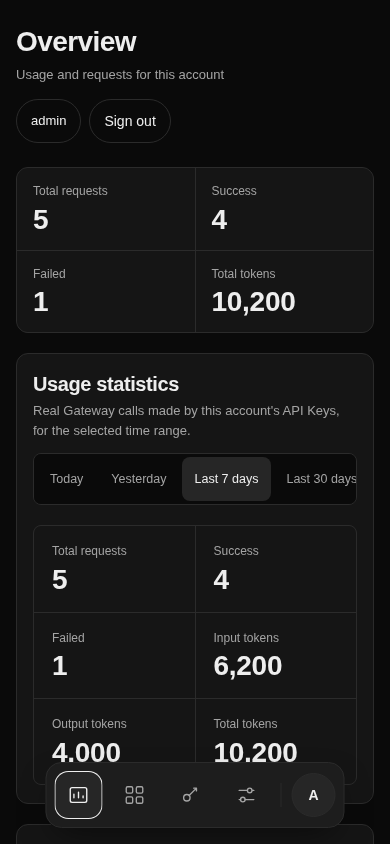 Overview
Usage and requests for this account
admin
Sign out
Total requests
Success
5
4
Failed
Total tokens
1
10,200
Usage statistics
Real Gateway calls made by this account's API Keys,
for the selected time range.
Today
Yesterday
Last 7 days
Last 30 days
Total requests
Success
5
4
Failed
Input tokens
1
6,200
Output tokens
Total tokens
4,000
10,200
A